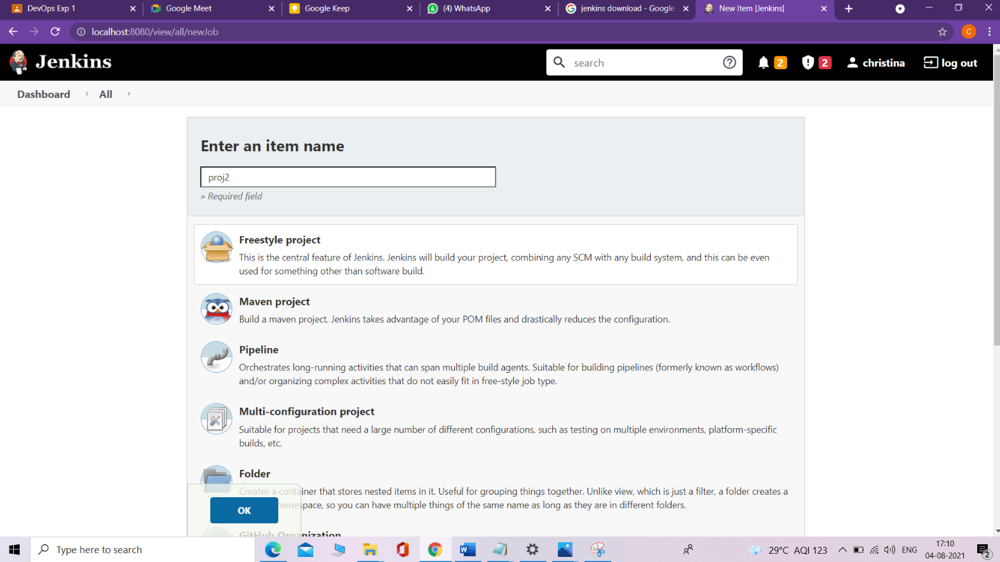 DevOps Exp 1
Google Meet
Google Keep
(4) WhatsApp
jenkins download - Google
New Item [Jenkins]
localhost:8080/view/all/newJob
C
Jenkins
search
2
2
christina
log out
Dashboard
All
Enter an item name
proj2
» Required field
Freestyle project
This is the central feature of Jenkins. Jenkins will build your project, combining any SCM with any build system, and this can be even
used for something other than software build.
Maven project
Build a maven project. Jenkins takes advantage of your POM files and drastically reduces the configuration.
Pipeline
Orchestrates long-running activities that can span multiple build agents. Suitable for building pipelines (formerly known as workflows)
and/or organizing complex activities that do not easily fit in free-style job type.
Multi-configuration project
Suitable for projects that need a large number of different configurations, such as testing on multiple environments, platform-specific
builds, etc.
Folder
Creates a container that stores nested items in it. Useful for grouping things together. Unlike view, which is just a filter, a folder creates a
namespace, so you can have multiple things of the same name as long as they are in different folders.
OK
GitHub Organization
Type here to search
29°C AQI 123
ENG
17:10
04-08-2021
2